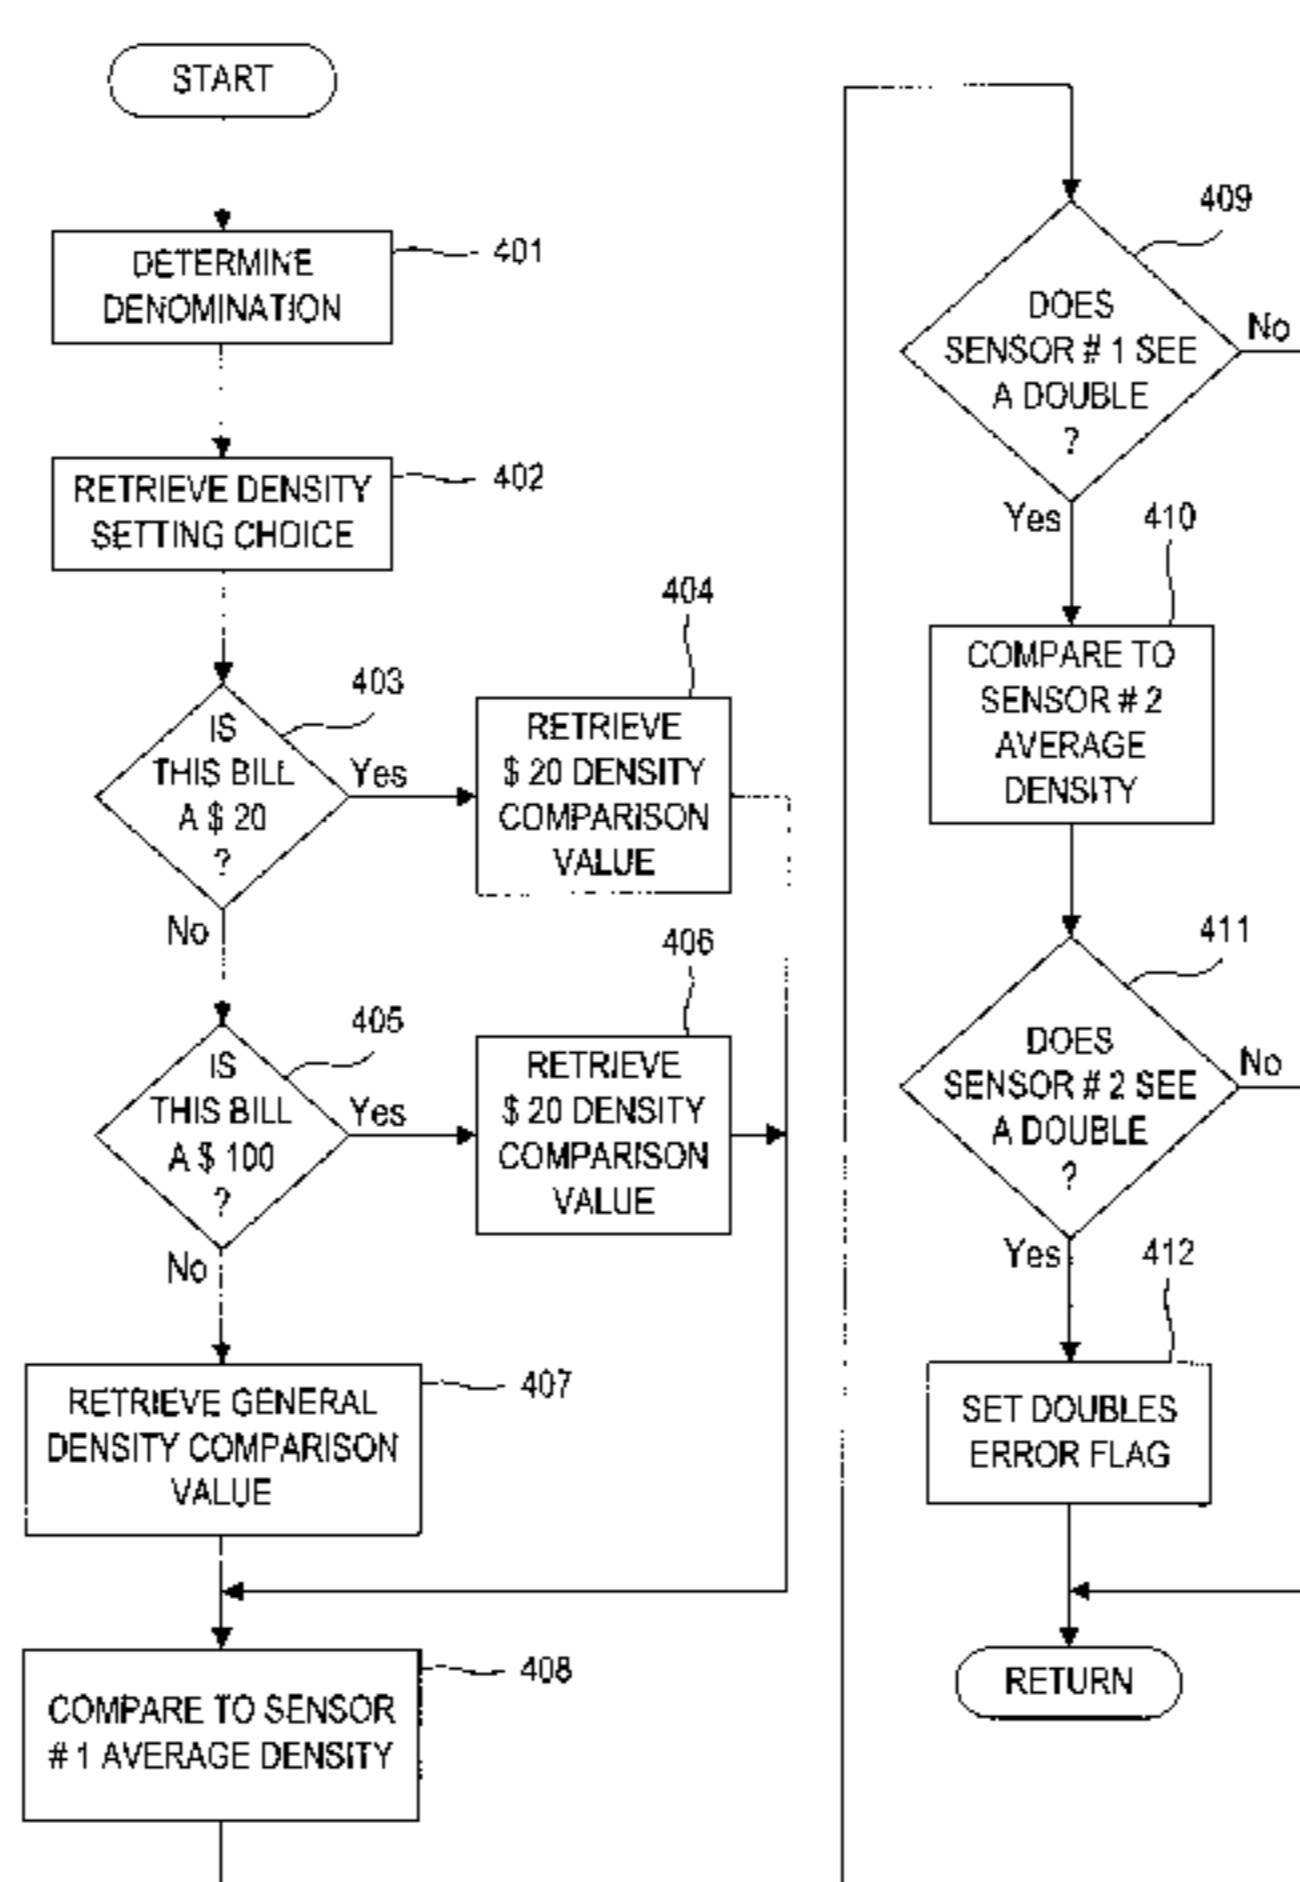 START
401
DETERMINE
DENOMINATION
402
RETRIEVE DENSITY
SETTING CHOICE
403
IS
THIS BILL
A $ 20
?
Yes
No
404
RETRIEVE
$ 20 DENSITY
COMPARISON
VALUE
405
IS
THIS BILL
A $ 100
?
Yes
No
406
RETRIEVE
$ 20 DENSITY
COMPARISON
VALUE
407
RETRIEVE GENERAL
DENSITY COMPARISON
VALUE
408
COMPARE TO SENSOR
# 1 AVERAGE DENSITY
409
DOES
SENSOR # 1 SEE
A DOUBLE
?
No
Yes
410
COMPARE TO
SENSOR # 2
AVERAGE
DENSITY
411
DOES
SENSOR # 2 SEE
A DOUBLE
?
No
Yes
412
SET DOUBLES
ERROR FLAG
RETURN